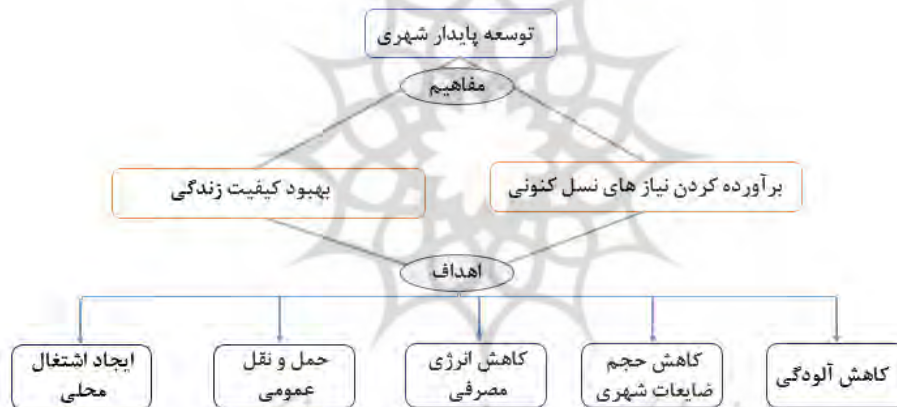 توسعه پایدار شهری
مفاهیم
برآورده کردن نیاز های نسل کنونی
بهبود کیفیت زندگی
اهداف
کاهش آلودگی
کاهش حجم
ضایعات شهری
کاهش انرژی
مصرفی
حمل و نقل
عمومی
ایجاد اشتغال
محلی